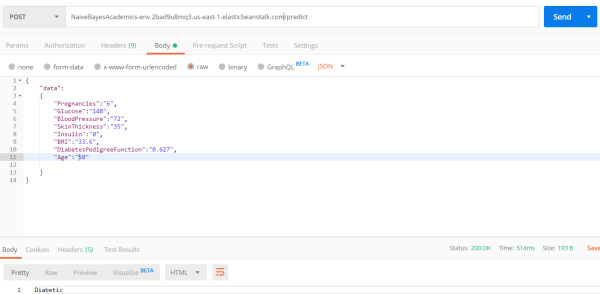 POST NaiveBayesAcademics-env.2bad9u8mq3.us-east-1.elasticbeanstalk.com/predict Send
Params Authorization Headers (9) Body Pre-request Script Tests Settings
none form-data x-www-form-urlencoded raw binary GraphQL BETA JSON
1 {
2 "data":
3 {
4 "Pregnancies":"6",
5 "Glucose":"148",
6 "BloodPressure":"72",
7 "SkinThickness":"35",
8 "Insulin":"0",
9 "BMI":"33.6",
10 "DiabetesPedigreeFunction":"0.627",
11 "Age":"50"
12
13 }
14 }
Body Cookies Headers (5) Test Results Status: 200 OK Time: 514ms Size: 193 B Save
Pretty Raw Preview Visualize BETA HTML
1 Diabetic